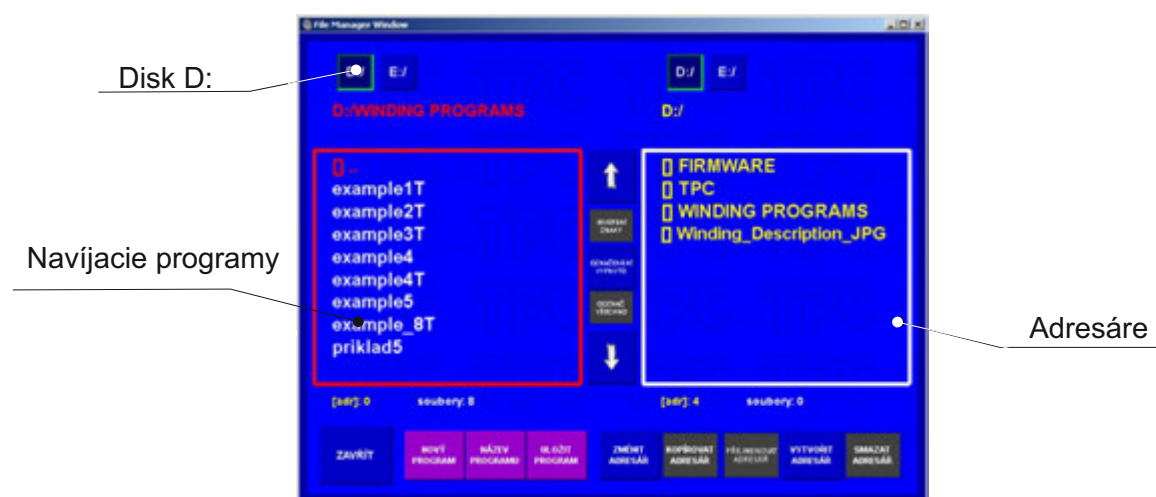 File Manager Window
Disk D:
E:/
D:/
E:/
D:/WINDING PROGRAMS
D:/
[] ..
example1T
example2T
example3T
example4
example4T
example5
example_8T
priklad5
[] FIRMWARE
[] TPC
[] WINDING PROGRAMS
[] Winding_Description_JPG
Navíjacie programy
Adresáre
[adr]: 0
soubory: 8
[adr]: 4
soubory: 0
ZAVŘÍT
NOVÝ
PROGRAM
NÁZEV
PROGRAMU
ULOŽIT
PROGRAM
ZMĚNIT
ADRESÁŘ
KOPÍROVAT
ADRESÁŘ
PŘEJMENOVAT
ADRESÁŘ
VYTVOŘIT
ADRESÁŘ
SMAZAT
ADRESÁŘ